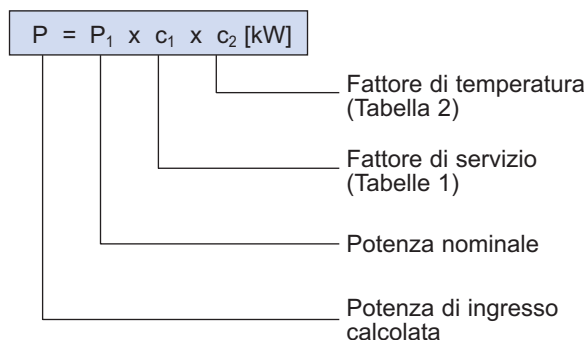 P = P₁ x c₁ x c₂ [kW]
Fattore di temperatura
(Tabella 2)
Fattore di servizio
(Tabelle 1)
Potenza nominale
Potenza di ingresso
calcolata